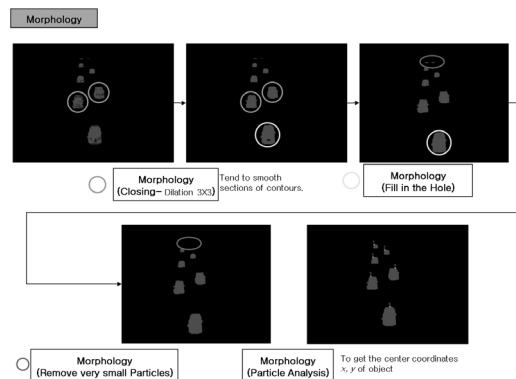 Morphology
Morphology
(Closing- Dilation 3X3)
Tend to smooth
sections of contours.
Morphology
(Fill in the Hole)
Morphology
(Remove very small Particles)
Morphology
(Particle Analysis)
To get the center coordinates
x, y of object